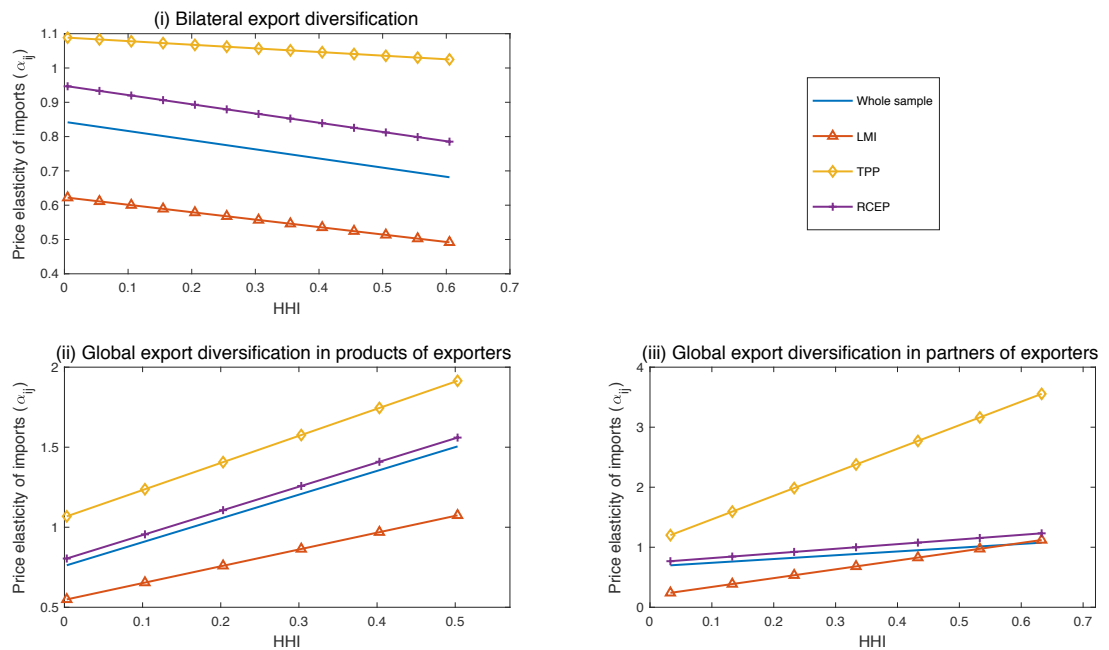 (i) Bilateral export diversification
Price elasticity of imports (α_ij)
1.1
1
0.9
0.8
0.7
0.6
0.5
0.4
0 0.1 0.2 0.3 0.4 0.5 0.6 0.7
HHI
Whole sample
LMI
TPP
RCEP
(ii) Global export diversification in products of exporters
Price elasticity of imports (α_ij)
2
1.5
1
0.5
0 0.1 0.2 0.3 0.4 0.5
HHI
(iii) Global export diversification in partners of exporters
Price elasticity of imports (α_ij)
4
3
2
1
0
0 0.1 0.2 0.3 0.4 0.5 0.6 0.7
HHI